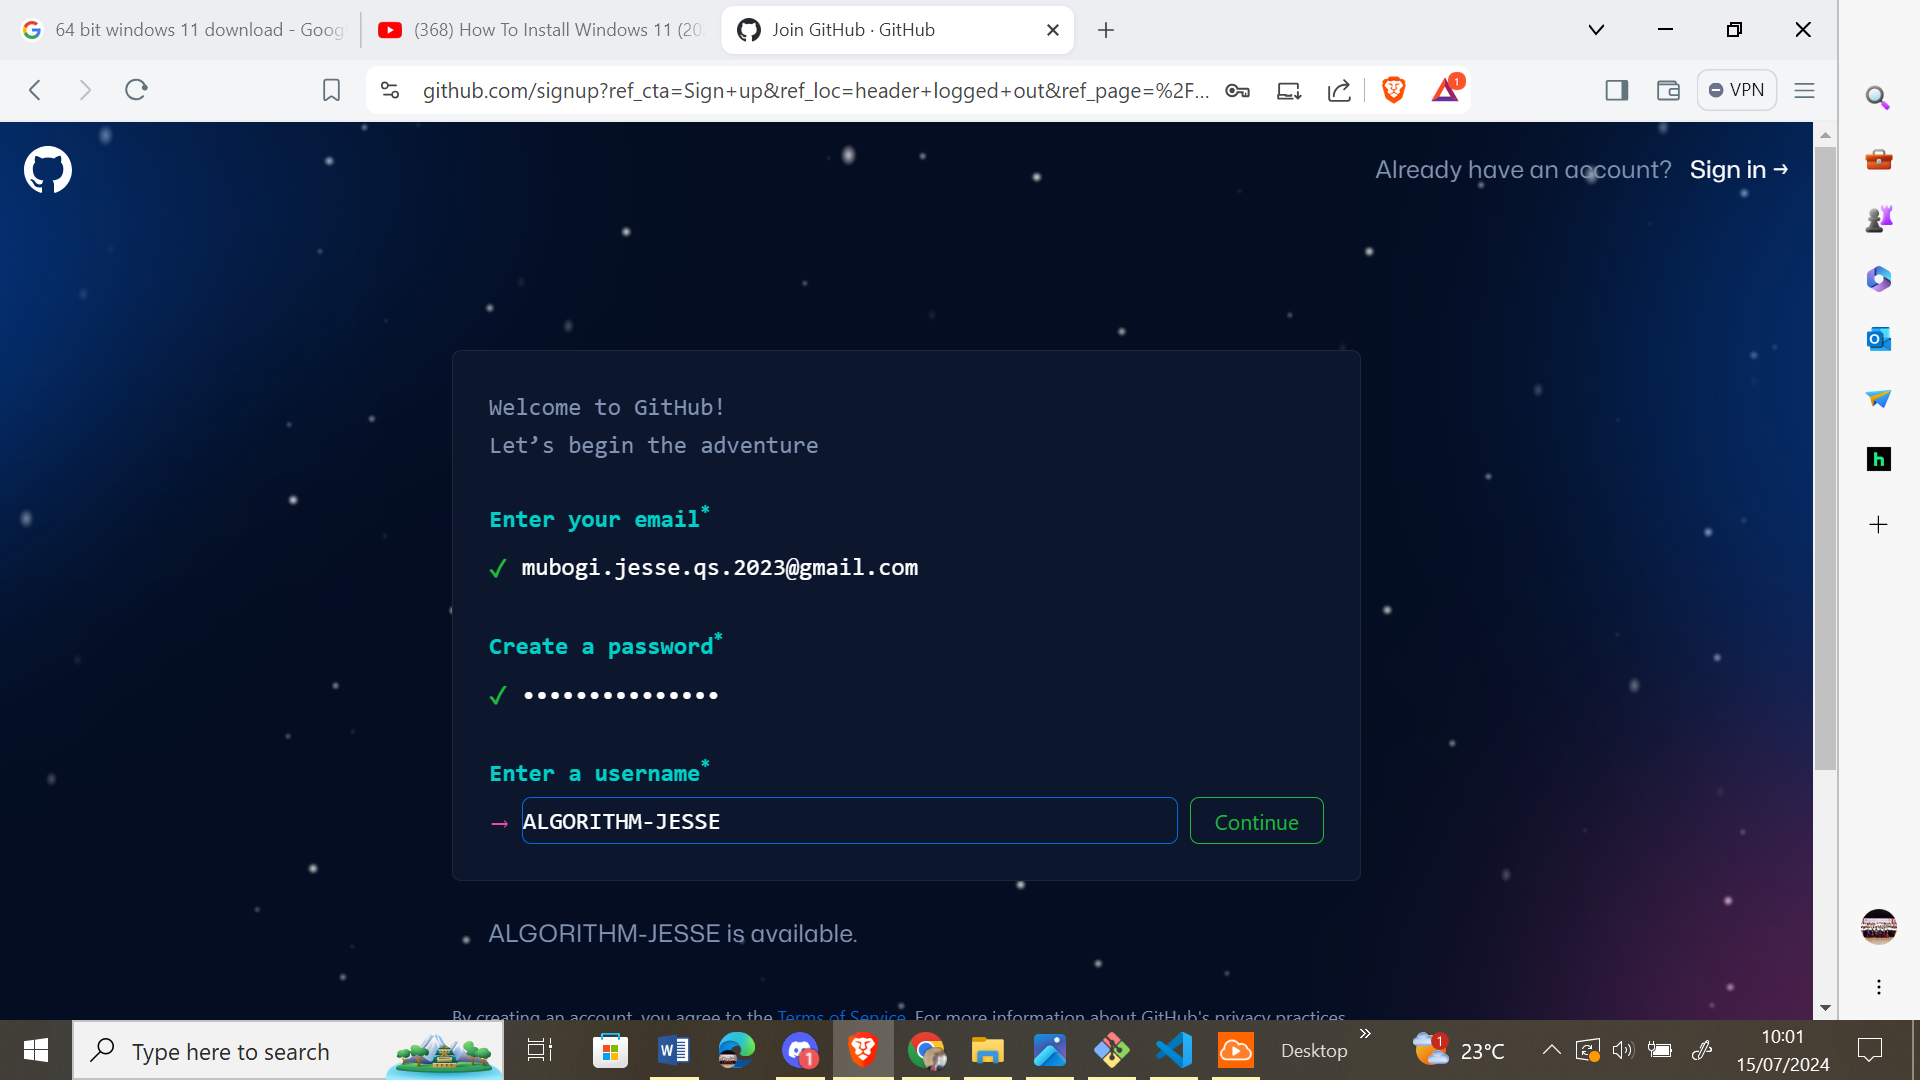 64 bit windows 11 download - Goog
(368) How To Install Windows 11 (20
Join GitHub · GitHub
github.com/signup?ref_cta=Sign+up&ref_loc=header+logged+out&ref_page=%2F...
1
VPN
Already have an account? Sign in →
Welcome to GitHub!
Let’s begin the adventure
Enter your email*
✓ mubogi.jesse.qs.2023@gmail.com
Create a password*
✓ •••••••••••••••
Enter a username*
→ ALGORITHM-JESSE
Continue
ALGORITHM-JESSE is available.
By creating an account, you agree to the Terms of Service. For more information about GitHub's privacy practices,
Type here to search
1
Desktop
»
1
23°C
10:01
15/07/2024